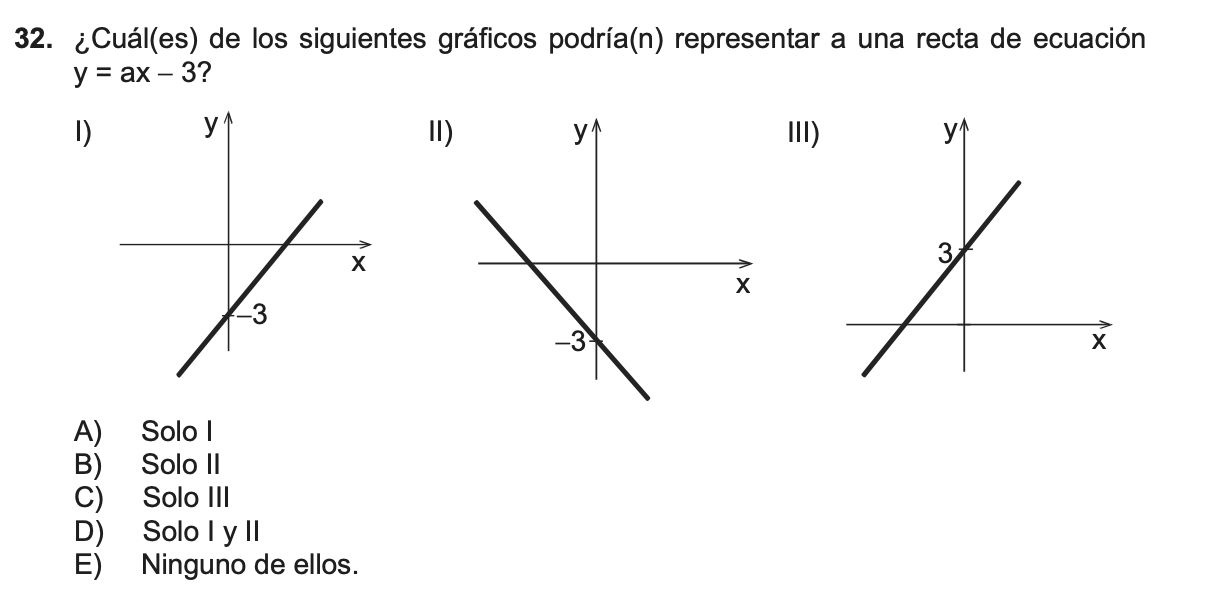 32. ¿Cuál(es) de los siguientes gráficos podría(n) representar a una recta de ecuación
y = ax – 3?
I) y II) y III) y
3
x
x
–3
–3
x
A) Solo I
B) Solo II
C) Solo III
D) Solo I y II
E) Ninguno de ellos.